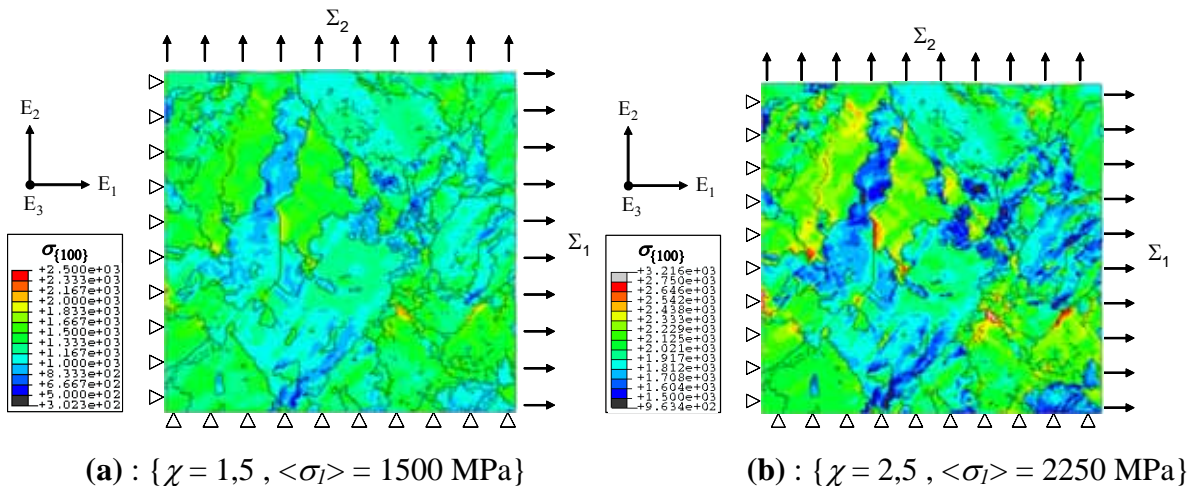 Σ2
E2
E1
E3
Σ1
σ{100}
+2.500e+03
+2.333e+03
+2.167e+03
+2.000e+03
+1.833e+03
+1.667e+03
+1.500e+03
+1.333e+03
+1.167e+03
+1.000e+03
+8.333e+02
+6.667e+02
+5.000e+02
+3.023e+02
(a) : {χ = 1,5 , <σI> = 1500 MPa}
Σ2
E2
E1
E3
Σ1
σ{100}
+3.216e+03
+2.750e+03
+2.646e+03
+2.542e+03
+2.438e+03
+2.333e+03
+2.229e+03
+2.125e+03
+2.021e+03
+1.917e+03
+1.812e+03
+1.708e+03
+1.604e+03
+1.500e+03
+9.634e+02
(b) : {χ = 2,5 , <σI> = 2250 MPa}